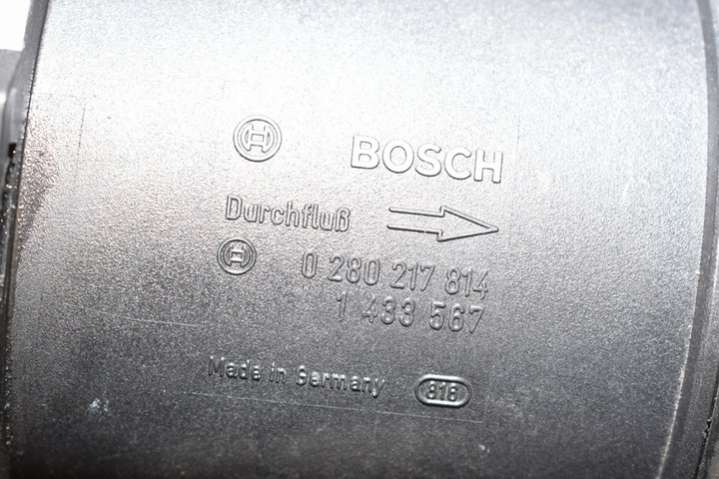 BOSCH
Durchfluß
0 280 217 814
1 433 567
Made in Germany 818